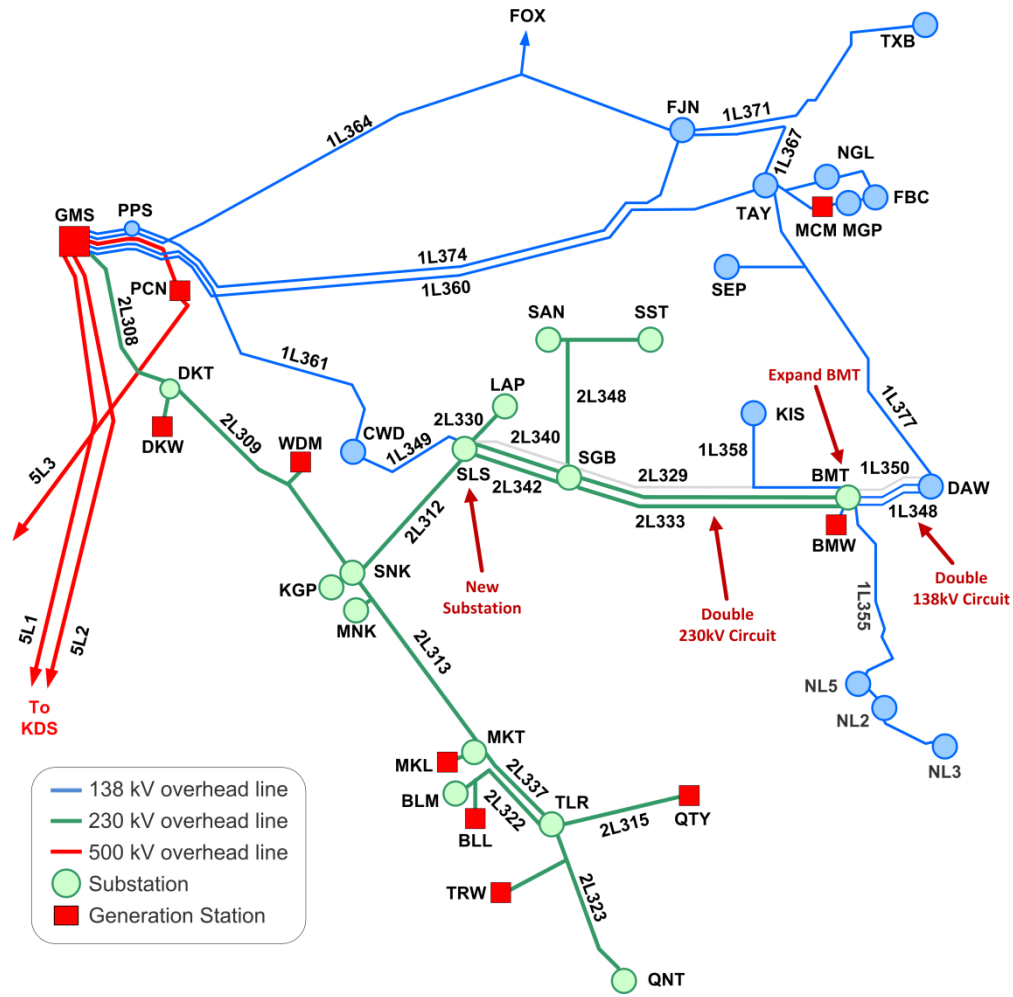 FOX
TXB
FJN
1L371
1L364
1L367
NGL
FBC
TAY
MCM MGP
GMS
PPS
1L374
1L360
SEP
PCN
2L308
SAN
SST
1L361
DKT
LAP
2L348
Expand BMT
1L377
DKW
2L309
WDM
CWD
1L349
2L330
2L340
KIS
1L358
SLS
SGB
2L329
BMT
1L350
DAW
2L342
2L333
1L348
BMW
5L3
2L312
SNK
KGP
MNK
New
Substation
Double
230kV Circuit
Double
138kV Circuit
1L355
5L1
5L2
2L313
To
KDS
NL5
NL2
NL3
MKT
MKL
2L337
BLM
2L322
TLR
BLL
2L315
QTY
TRW
2L323
QNT
138 kV overhead line
230 kV overhead line
500 kV overhead line
Substation
Generation Station